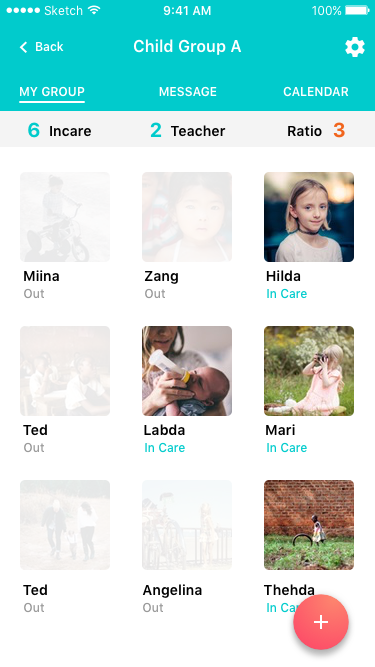 Sketch 9:41 AM 100%
Back Child Group A
MY GROUP MESSAGE CALENDAR
6 Incare 2 Teacher Ratio 3
Miina Zang Hilda
Out Out In Care
Ted Labda Mari
Out In Care In Care
Ted Angelina Thehda
Out Out In Ca
+